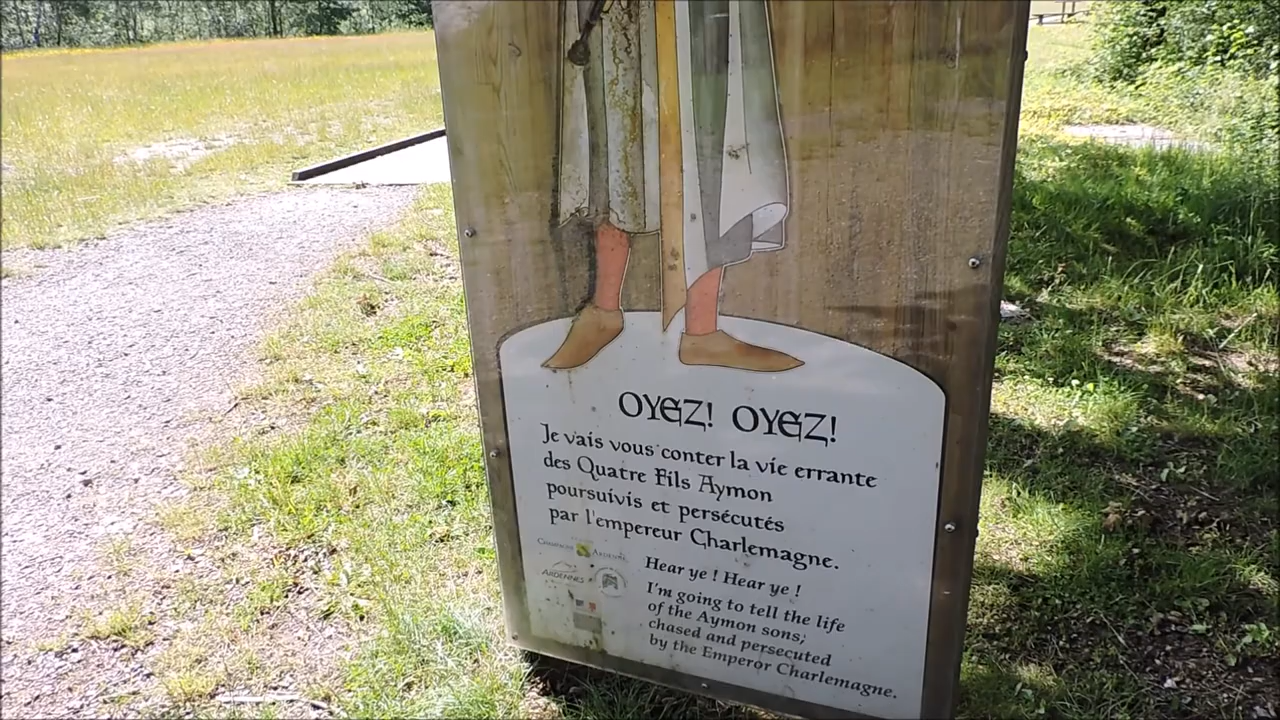 OYEZ! OYEZ!
Je vais vous conter la vie errante
des Quatre Fils Aymon
poursuivis et persécutés
par l'empereur Charlemagne.
CHAMPAGNE ARDENNE
ARDENNES
Hear ye ! Hear ye !
I'm going to tell the life
of the Aymon sons;
chased and persecuted
by the Emperor Charlemagne.